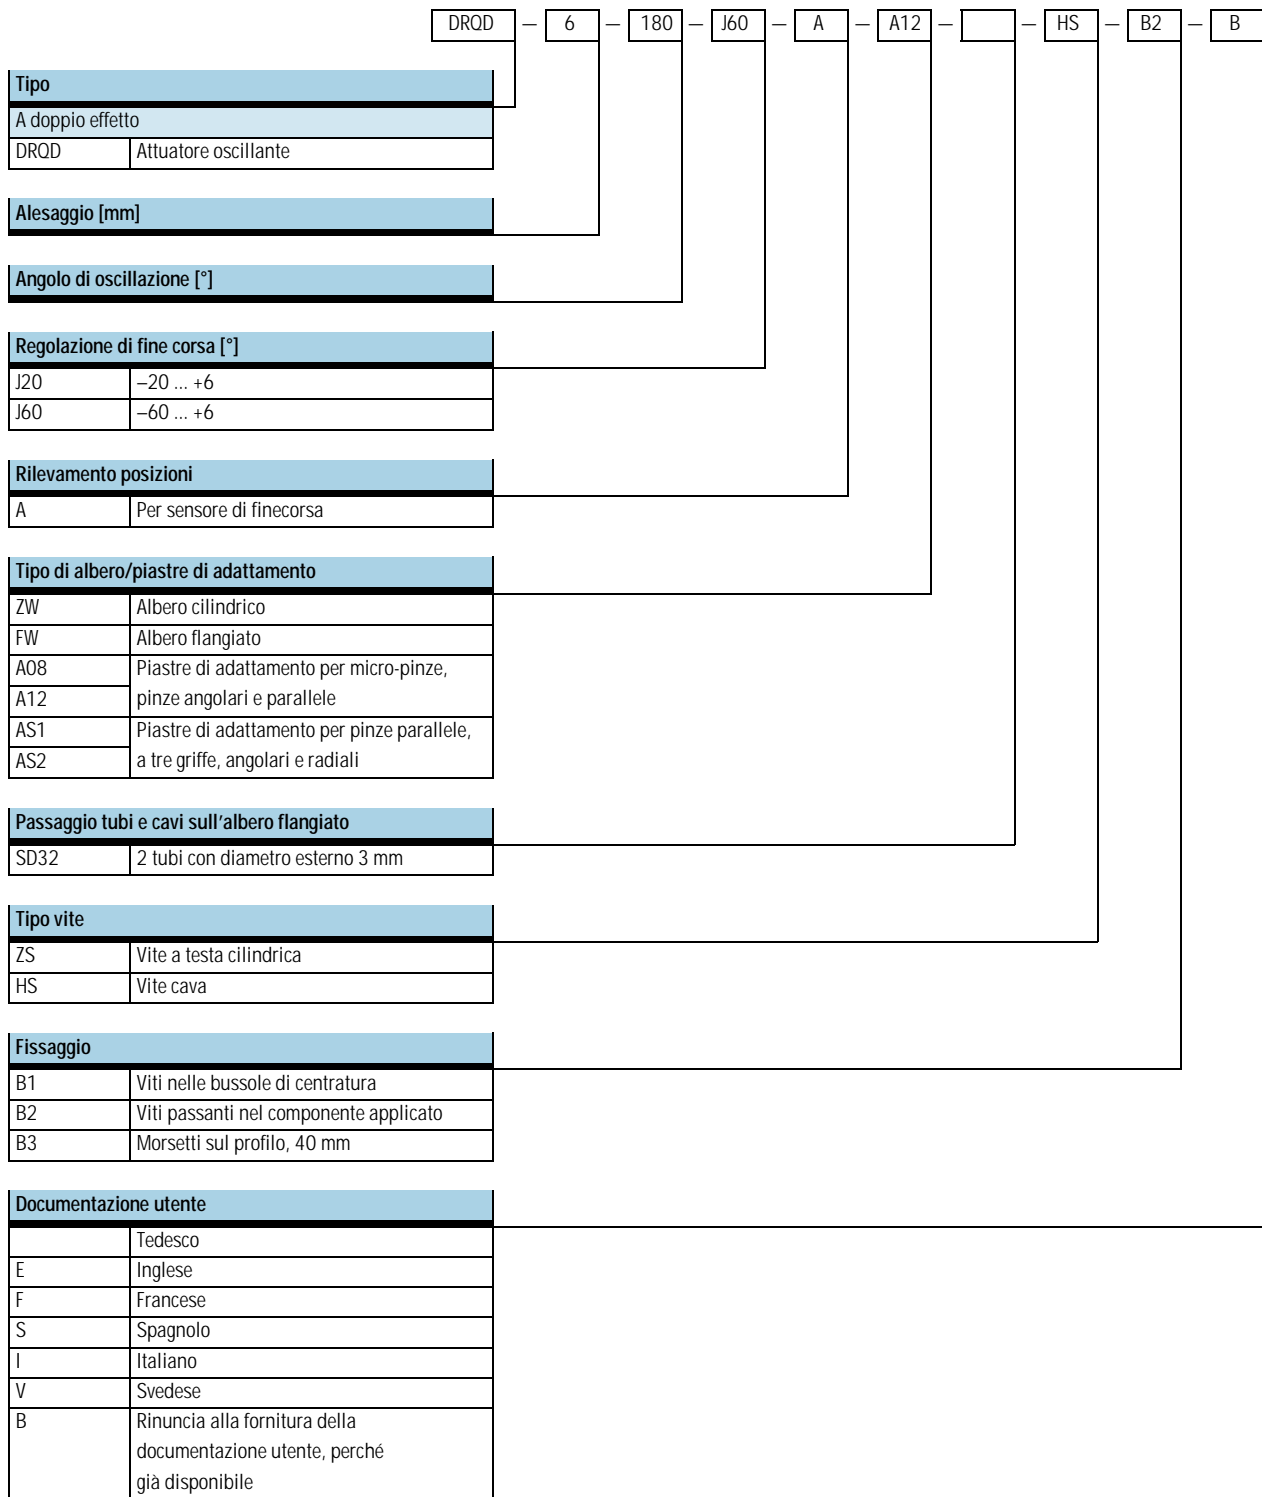 DRQD — 6 — 180 — J60 — A — A12 — — HS — B2 — B
Tipo
A doppio effetto
DRQD Attuatore oscillante
Alesaggio [mm]
Angolo di oscillazione [°]
Regolazione di fine corsa [°]
J20 –20 ... +6
J60 –60 ... +6
Rilevamento posizioni
A Per sensore di finecorsa
Tipo di albero/piastre di adattamento
ZW Albero cilindrico
FW Albero flangiato
A08 Piastre di adattamento per micro-pinze,
A12 pinze angolari e parallele
AS1 Piastre di adattamento per pinze parallele,
AS2 a tre griffe, angolari e radiali
Passaggio tubi e cavi sull’albero flangiato
SD32 2 tubi con diametro esterno 3 mm
Tipo vite
ZS Vite a testa cilindrica
HS Vite cava
Fissaggio
B1 Viti nelle bussole di centratura
B2 Viti passanti nel componente applicato
B3 Morsetti sul profilo, 40 mm
Documentazione utente
Tedesco
E Inglese
F Francese
S Spagnolo
I Italiano
V Svedese
B Rinuncia alla fornitura della
documentazione utente, perché
già disponibile